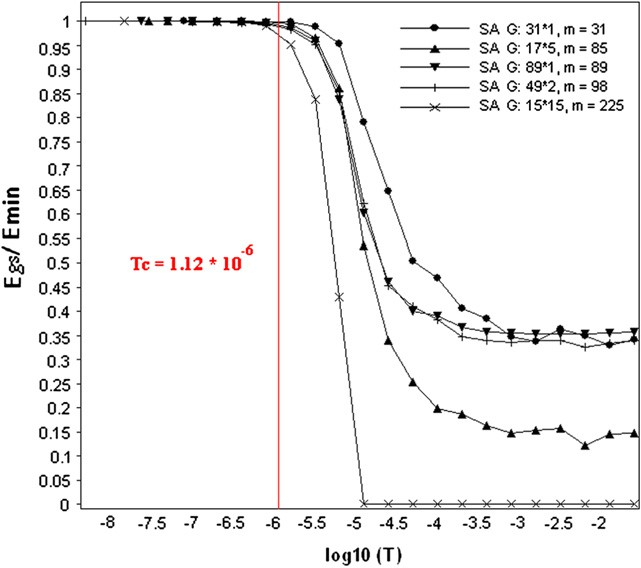 1
0.95
0.9
0.85
0.8
0.75
0.7
0.65
0.6
0.55
0.5
0.45
0.4
0.35
0.3
0.25
0.2
0.15
0.1
0.05
0
Egs/ Emin
SA G: 31*1, m = 31
SA G: 17*5, m = 85
SA G: 89*1, m = 89
SA G: 49*2, m = 98
SA G: 15*15, m = 225
Tc = 1.12 * 10^-6
-8 -7.5 -7 -6.5 -6 -5.5 -5 -4.5 -4 -3.5 -3 -2.5 -2
log10 (T)